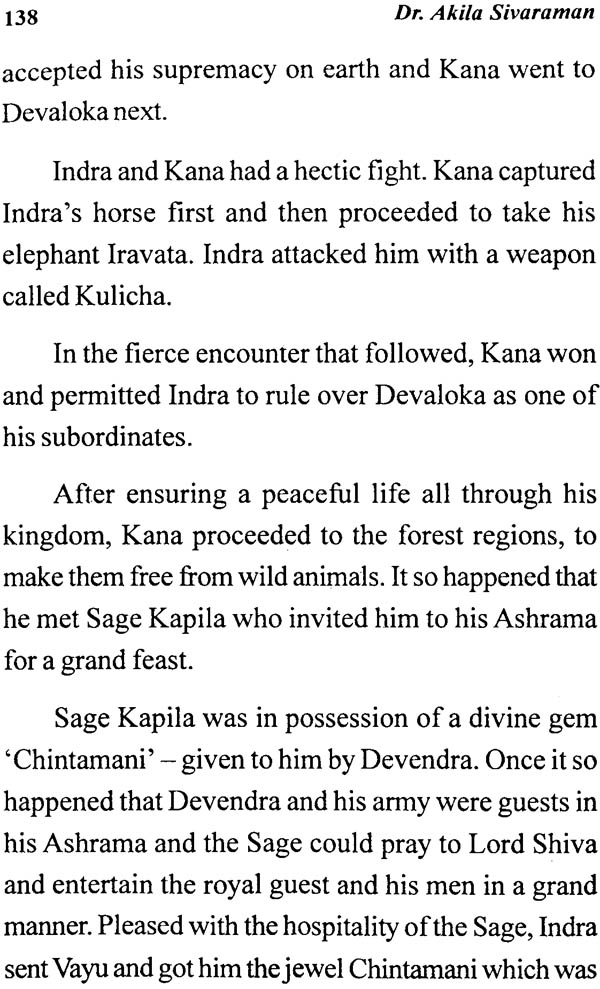 138
Dr. Akila Sivaraman
accepted his supremacy on earth and Kana went to
Devaloka next.
Indra and Kana had a hectic fight. Kana captured
Indra's horse first and then proceeded to take his
elephant Iravata. Indra attacked him with a weapon
called Kulicha.
In the fierce encounter that followed, Kana won
and permitted Indra to rule over Devaloka as one of
his subordinates.
After ensuring a peaceful life all through his
kingdom, Kana proceeded to the forest regions, to
make them free from wild animals. It so happened that
he met Sage Kapila who invited him to his Ashrama
for a grand feast.
Sage Kapila was in possession of a divine gem
‘Chintamani’ – given to him by Devendra. Once it so
happened that Devendra and his army were guests in
his Ashrama and the Sage could pray to Lord Shiva
and entertain the royal guest and his men in a grand
manner. Pleased with the hospitality of the Sage, Indra
sent Vayu and got him the jewel Chintamani which was